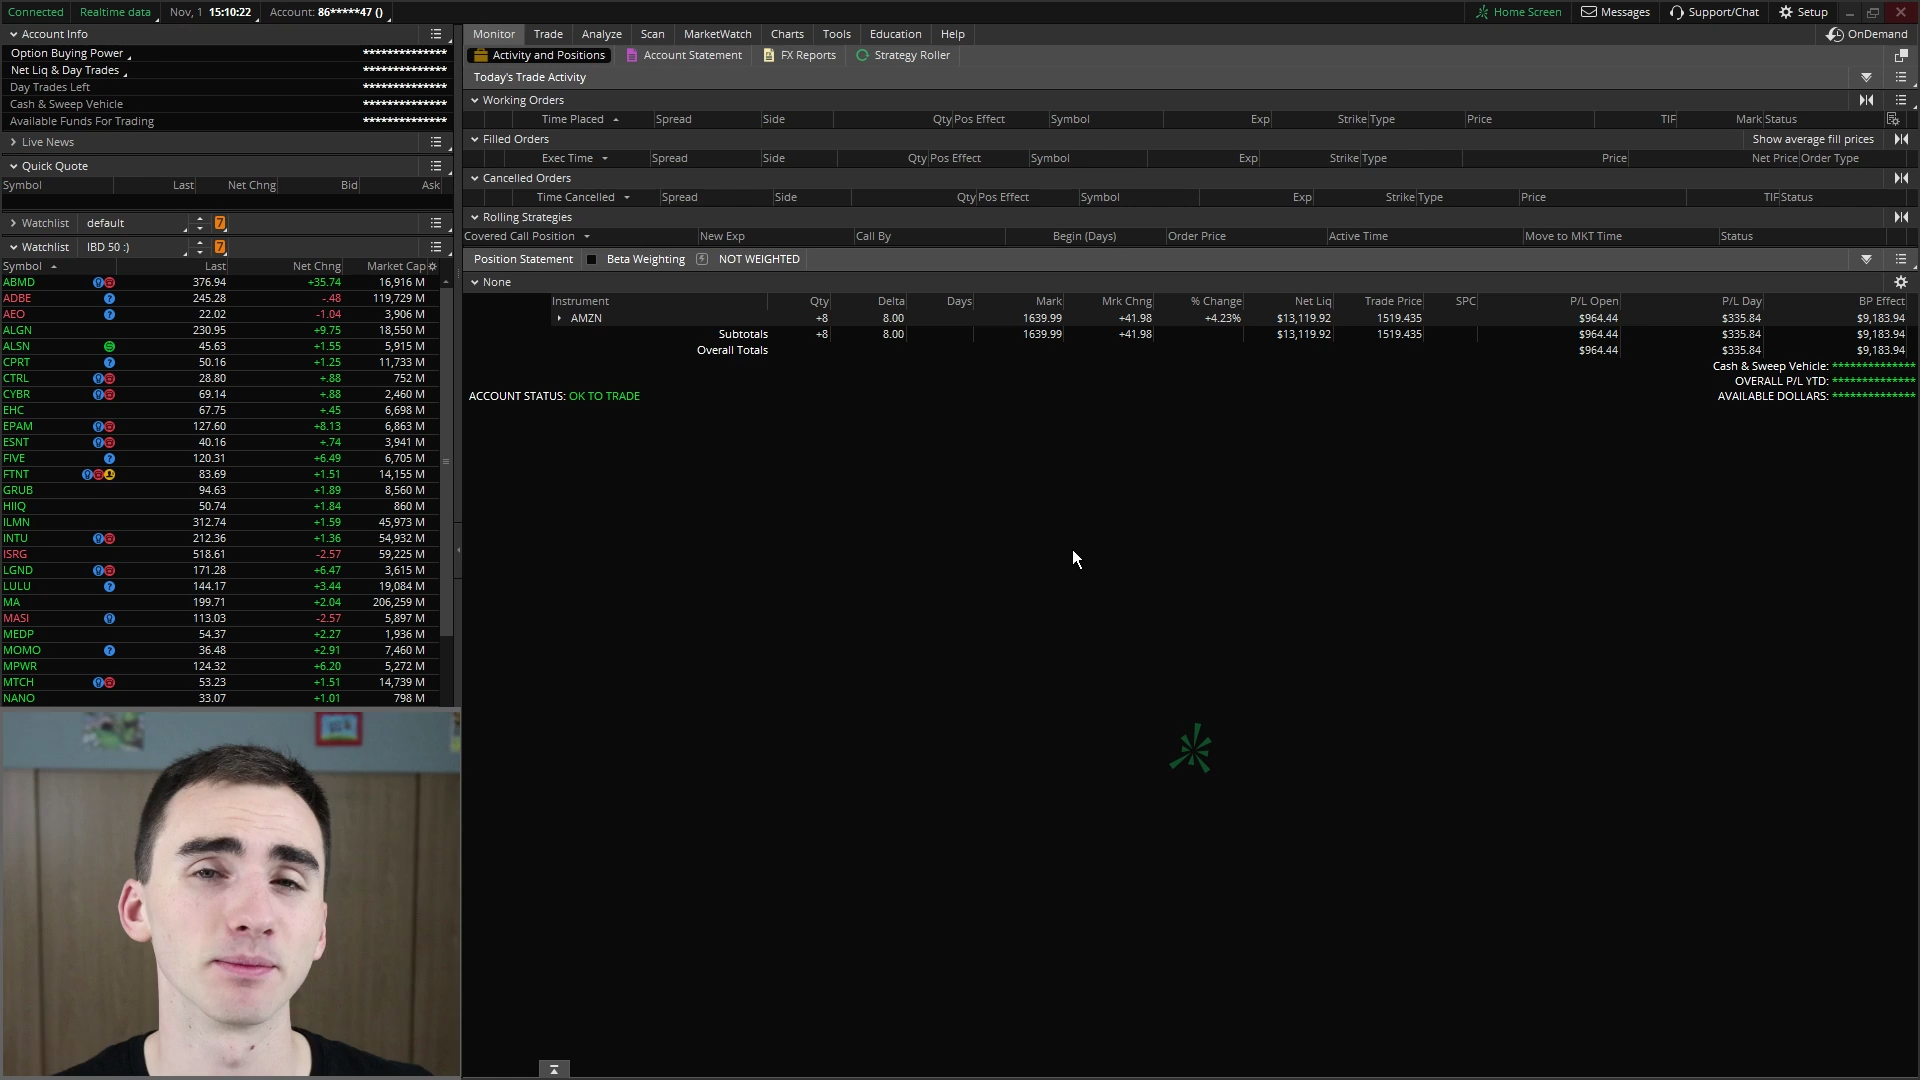 Connected Realtime data Nov, 1 15:10:22 Account: 86*****47 () Home Screen Messages Support/Chat Setup
Account Info
Option Buying Power **************
Net Liq & Day Trades **************
Day Trades Left **************
Cash & Sweep Vehicle **************
Available Funds For Trading **************
Live News
Quick Quote
Symbol Last Net Chng Bid Ask
Watchlist default 7
Watchlist IBD 50 :) 7
Symbol Last Net Chng Market Cap
ABMD 376.94 +35.74 16,916 M
ADBE 245.28 -.48 119,729 M
AEO 22.02 -1.04 3,906 M
ALGN 230.95 +9.75 18,550 M
ALSN 45.63 +1.55 5,915 M
CPRT 50.16 +1.25 11,733 M
CTRL 28.80 +.88 752 M
CYBR 69.14 +.88 2,460 M
EHC 67.75 +.45 6,698 M
EPAM 127.60 +8.13 6,863 M
ESNT 40.16 +.74 3,941 M
FIVE 120.31 +6.49 6,705 M
FTNT 83.69 +1.51 14,155 M
GRUB 94.63 +1.89 8,560 M
HIIQ 50.74 +1.84 860 M
ILMN 312.74 +1.59 45,973 M
INTU 212.36 +1.36 54,932 M
ISRG 518.61 -2.57 59,225 M
LGND 171.28 +6.47 3,615 M
LULU 144.17 +3.44 19,084 M
MA 199.71 +2.04 206,259 M
MASI 113.03 -2.57 5,897 M
MEDP 54.37 +2.27 1,936 M
MOMO 36.48 +2.91 7,460 M
MPWR 124.32 +6.20 5,272 M
MTCH 53.23 +1.51 14,739 M
NANO 33.07 +1.01 798 M
Monitor Trade Analyze Scan MarketWatch Charts Tools Education Help OnDemand
Activity and Positions Account Statement FX Reports Strategy Roller
Today's Trade Activity
Working Orders
Time Placed Spread Side Qty Pos Effect Symbol Exp Strike Type Price TIF Mark Status
Filled Orders Show average fill prices
Exec Time Spread Side Qty Pos Effect Symbol Exp Strike Type Price Net Price Order Type
Cancelled Orders
Time Cancelled Spread Side Qty Pos Effect Symbol Exp Strike Type Price TIF Status
Rolling Strategies
Covered Call Position New Exp Call By Begin (Days) Order Price Active Time Move to MKT Time Status
Position Statement Beta Weighting NOT WEIGHTED
None
Instrument Qty Delta Days Mark Mrk Chng % Change Net Liq Trade Price SPC P/L Open P/L Day BP Effect
AMZN +8 8.00 1639.99 +41.98 +4.23% $13,119.92 1519.435 $964.44 $335.84 $9,183.94
Subtotals +8 8.00 1639.99 +41.98 $13,119.92 1519.435 $964.44 $335.84 $9,183.94
Overall Totals $964.44 $335.84 $9,183.94
Cash & Sweep Vehicle: **************
OVERALL P/L YTD: **************
ACCOUNT STATUS: OK TO TRADE AVAILABLE DOLLARS: **************